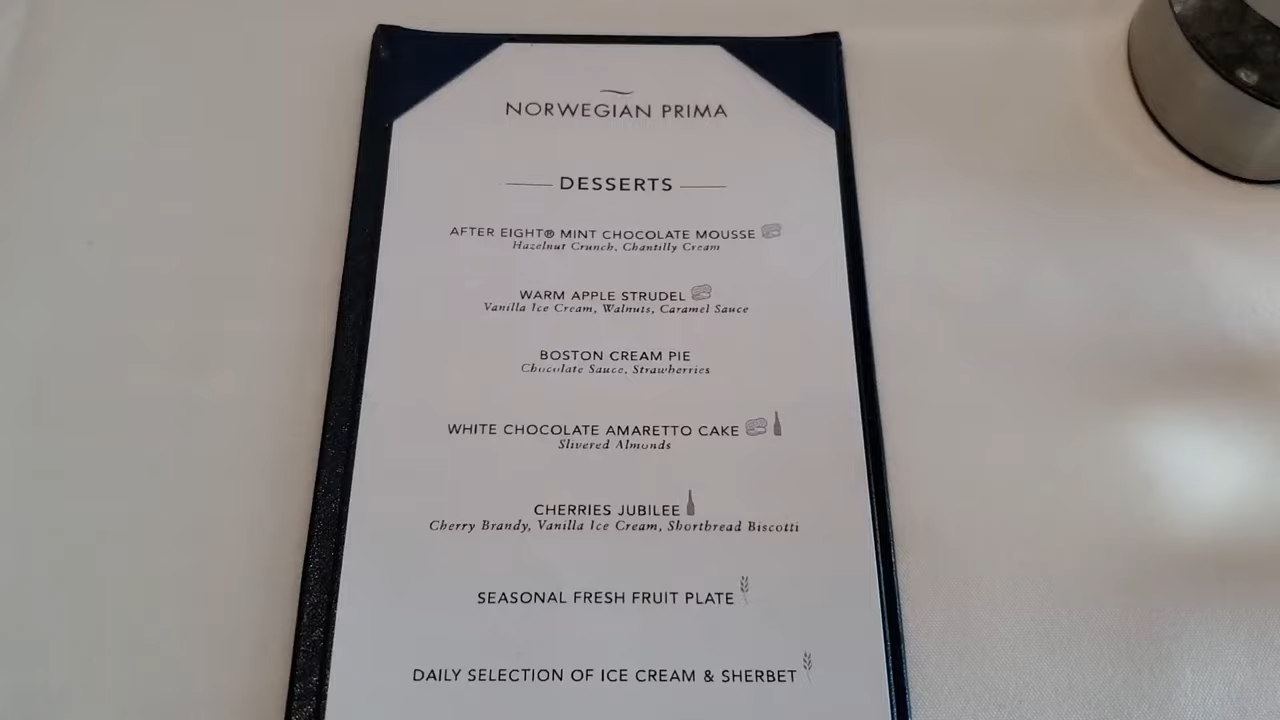 NORWEGIAN PRIMA
DESSERTS
AFTER EIGHT® MINT CHOCOLATE MOUSSE
Hazelnut Crunch, Chantilly Cream
WARM APPLE STRUDEL
Vanilla Ice Cream, Walnuts, Caramel Sauce
BOSTON CREAM PIE
Chocolate Sauce, Strawberries
WHITE CHOCOLATE AMARETTO CAKE
Slivered Almonds
CHERRIES JUBILEE
Cherry Brandy, Vanilla Ice Cream, Shortbread Biscotti
SEASONAL FRESH FRUIT PLATE
DAILY SELECTION OF ICE CREAM & SHERBET